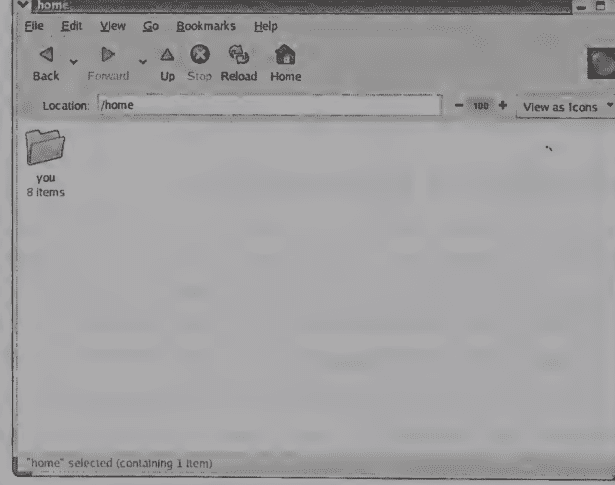 home
File Edit View Go Bookmarks Help
Back Forward Up Stop Reload Home
Location: /home - 100 + View as Icons
you
8 items
"home" selected (containing 1 item)